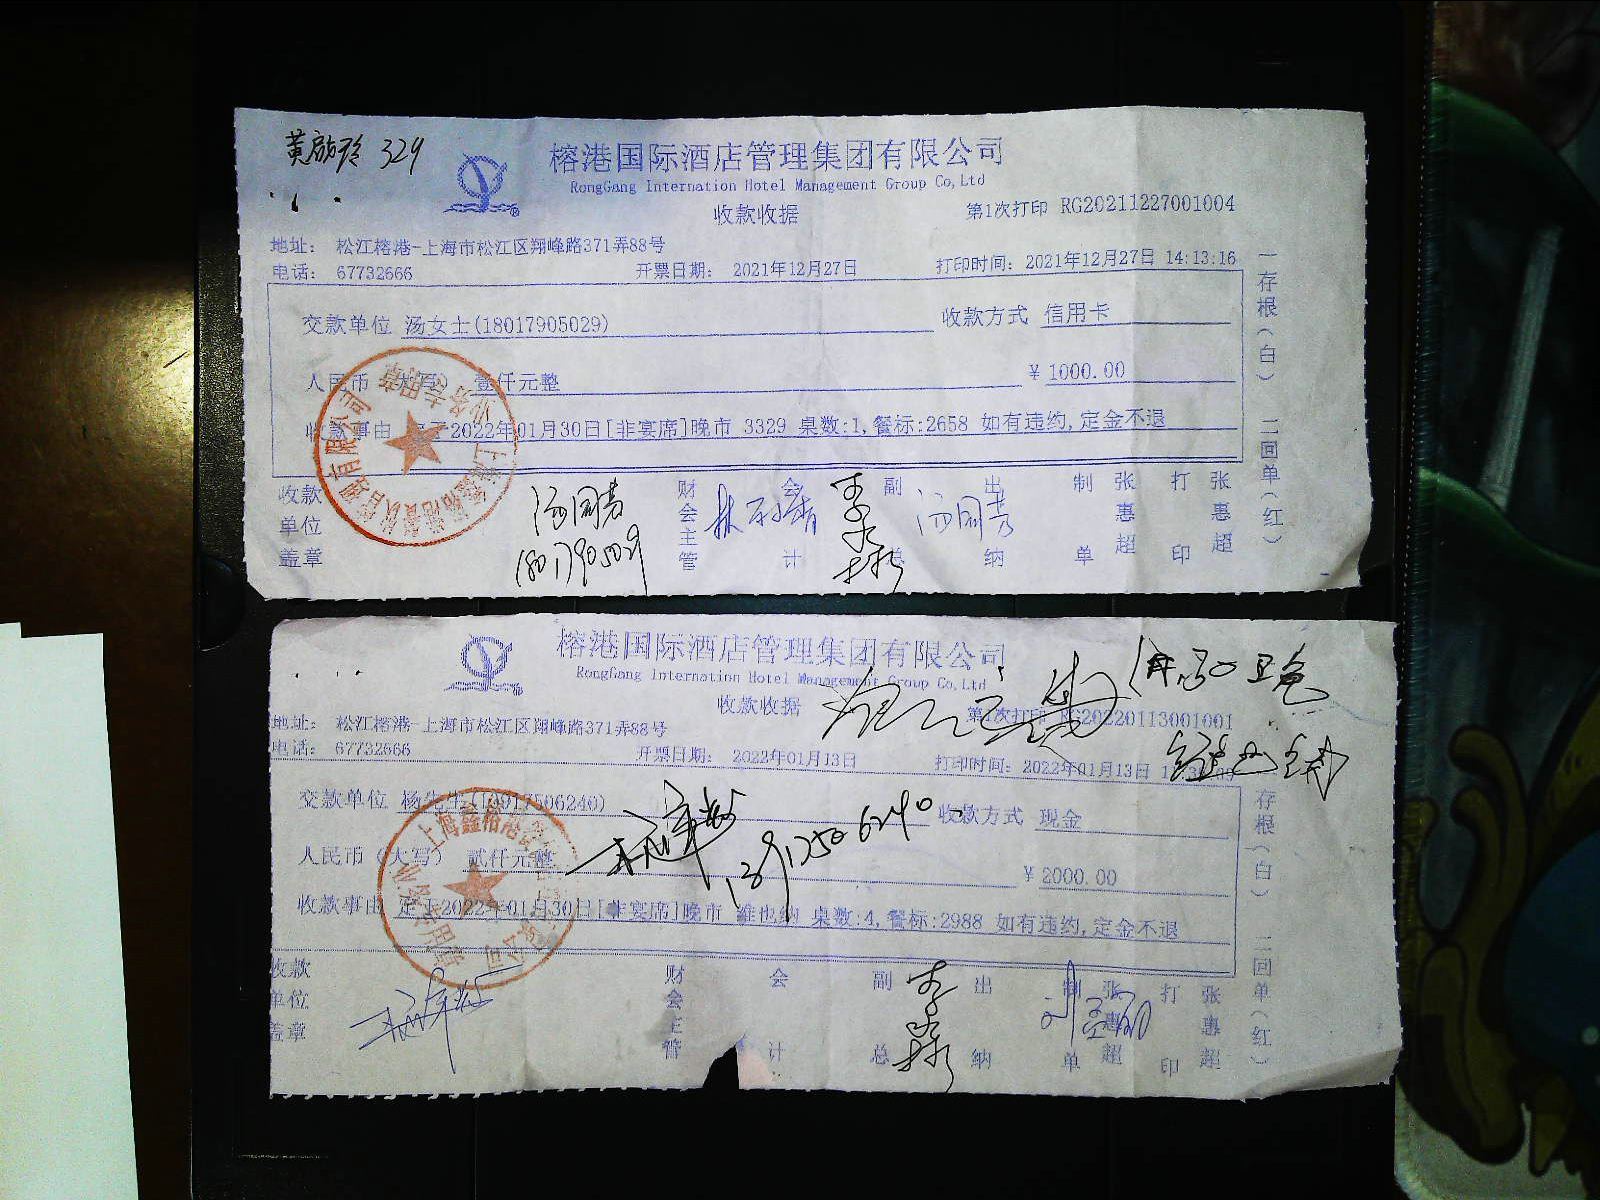 329
榕港国际酒店管理集团有限公司
RongGang Internation Hotel Management Group Co,Ltd
收款收据
第1次打印 RG20211227001004
地址： 松江榕港-上海市松江区翔峰路371弄88号
电话： 67732666
开票日期： 2021年12月27日
打印时间：2021年12月27日 14:13:16
交款单位 汤女士(18017905029)
收款方式 信用卡
人民币 壹仟元整
¥ 1000.00
收款事由 2022年01月30日[非宴席]晚市 3329 桌数:1,餐标:2658 如有违约,定金不退
一存根(白) 二回单(红)
收款单位盖章
18017905029
财会主管
会计
副总
出纳
制单
张惠超
打印
张惠超
榕港国际酒店管理集团有限公司
RongGang Internation Hotel Management Group Co,Ltd
收款收据
第1次打印 RG20220113001001
地址： 松江榕港-上海市松江区翔峰路371弄88号
电话： 67732666
开票日期： 2022年01月13日
打印时间：2022年01月13日
交款单位 杨先生
收款方式 现金
人民币（大写） 贰仟元整
¥ 2000.00
收款事由 定于2022年01月30日[非宴席]晚市 维也纳 桌数:4,餐标:2988 如有违约,定金不退
存根(白) 二回单(红)
收款单位盖章
财会主管
会计
副总
出纳
制单
张惠超
打印
张惠超